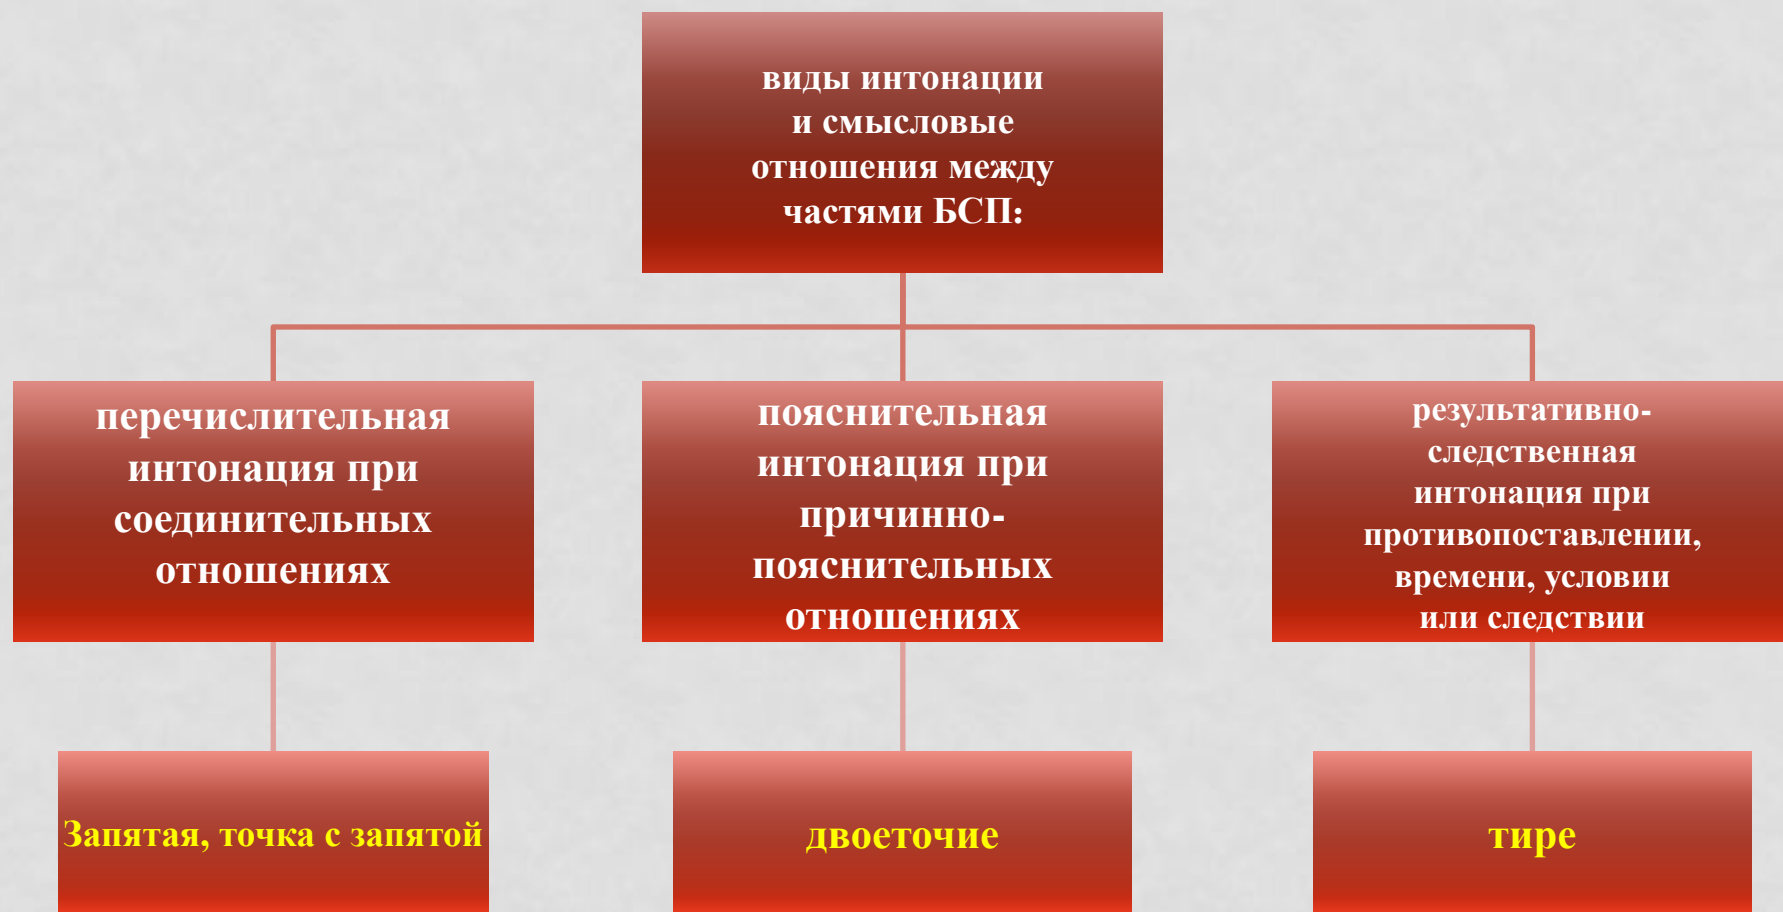 виды интонации
и смысловые
отношения между
частями БСП:
перечислительная
интонация при
соединительных
отношениях
пояснительная
интонация при
причинно-
пояснительных
отношениях
результативно-
следственная
интонация при
противопоставлении,
времени, условии
или следствии
Запятая, точка с запятой
двоеточие
тире